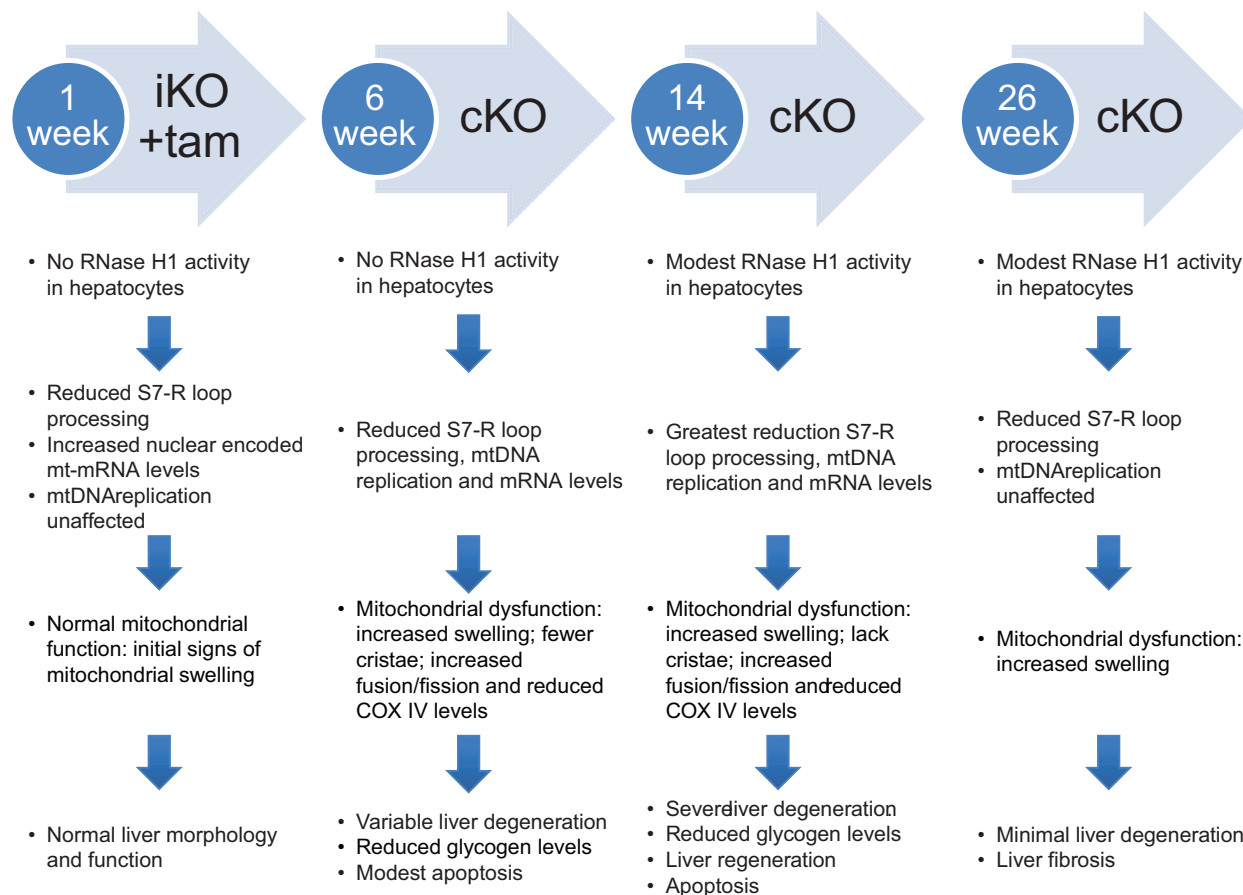 1
week
iKO
+tam
6
week
cKO
14
week
cKO
26
week
cKO
• No RNase H1 activity
in hepatocytes
• No RNase H1 activity
in hepatocytes
• Modest RNase H1 activity
in hepatocytes
• Modest RNase H1 activity
in hepatocytes
• Reduced S7-R loop
processing
• Increased nuclear encoded
mt-mRNA levels
• mtDNAreplication
unaffected
• Reduced S7-R loop
processing, mtDNA
replication and mRNA levels
• Greatest reduction S7-R
loop processing, mtDNA
replication and mRNA levels
• Reduced S7-R loop
processing
• mtDNAreplication
unaffected
• Normal mitochondrial
function: initial signs of
mitochondrial swelling
• Mitochondrial dysfunction:
increased swelling; fewer
cristae; increased
fusion/fission and reduced
COX IV levels
• Mitochondrial dysfunction:
increased swelling; lack
cristae; increased
fusion/fission andreduced
COX IV levels
• Mitochondrial dysfunction:
increased swelling
• Normal liver morphology
and function
• Variable liver degeneration
• Reduced glycogen levels
• Modest apoptosis
• Severeliver degeneration
• Reduced glycogen levels
• Liver regeneration
• Apoptosis
• Minimal liver degeneration
• Liver fibrosis